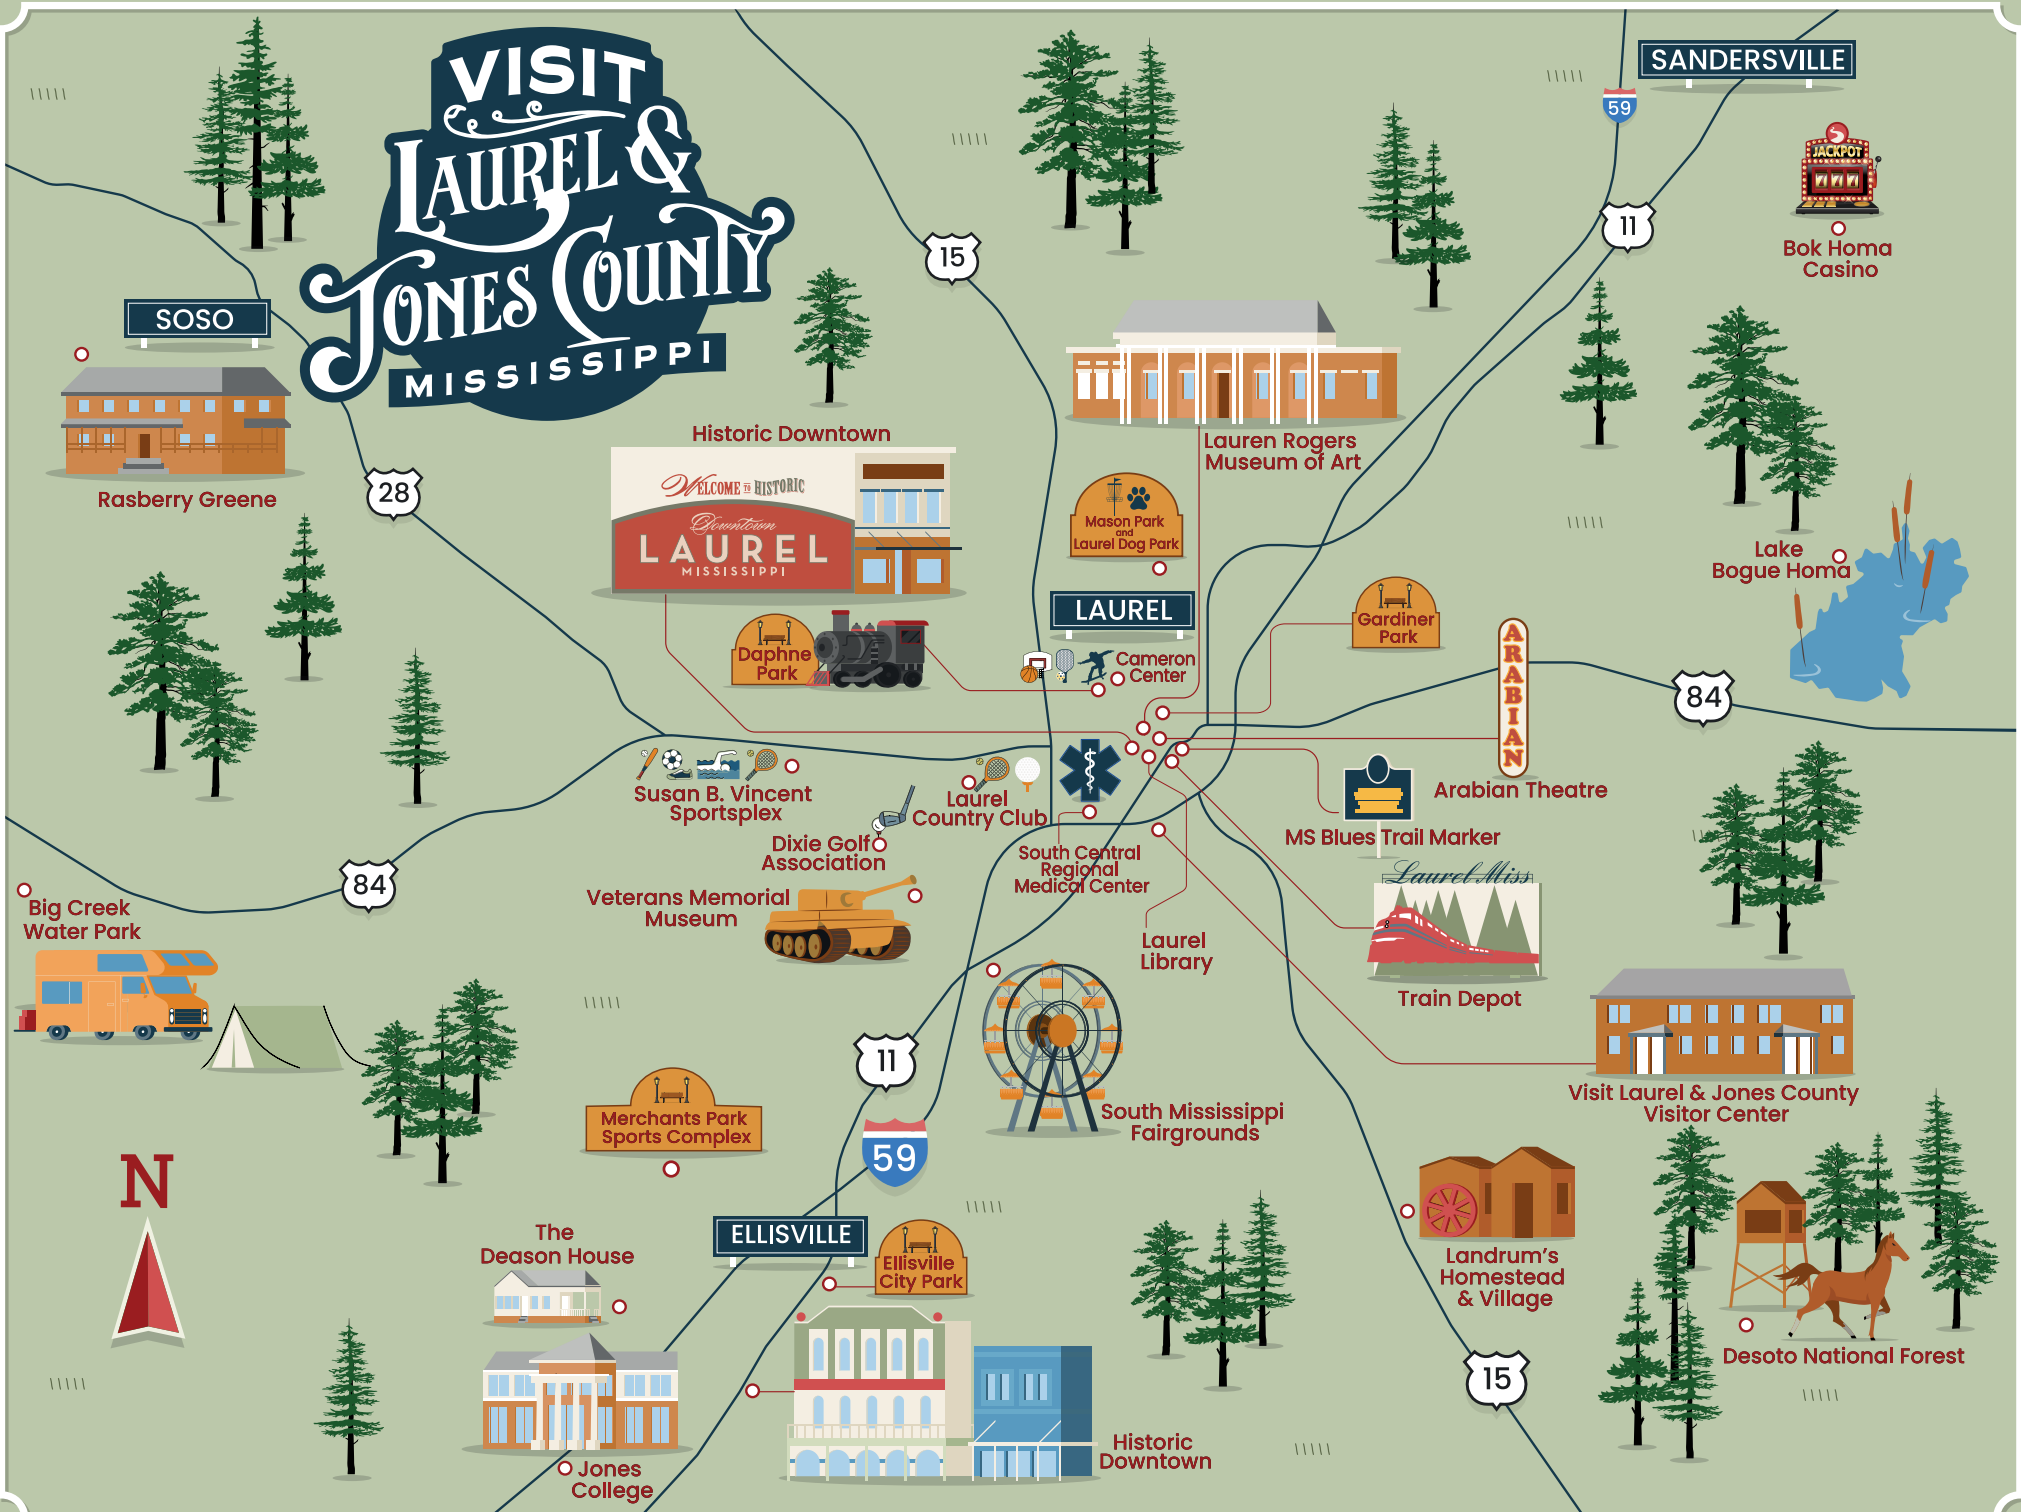 VISIT
LAUREL &
JONES COUNTY
MISSISSIPPI
SANDERSVILLE
59
11
JACKPOT
777
Bok Homa
Casino
15
SOSO
Rasberry Greene
28
Historic Downtown
WELCOME TO HISTORIC
Downtown
LAUREL
MISSISSIPPI
Lauren Rogers
Museum of Art
Mason Park
and
Laurel Dog Park
LAUREL
Gardiner
Park
Lake
Bogue Homa
Daphne
Park
Cameron
Center
ARABIAN
84
Arabian Theatre
Susan B. Vincent
Sportsplex
Laurel
Country Club
Dixie Golf
Association
MS Blues Trail Marker
South Central
Regional
Medical Center
84
Big Creek
Water Park
Veterans Memorial
Museum
Laurel Miss
Laurel
Library
Train Depot
11
59
South Mississippi
Fairgrounds
Visit Laurel & Jones County
Visitor Center
Merchants Park
Sports Complex
N
The
Deason House
ELLISVILLE
Ellisville
City Park
Landrum's
Homestead
& Village
Desoto National Forest
15
Historic
Downtown
Jones
College